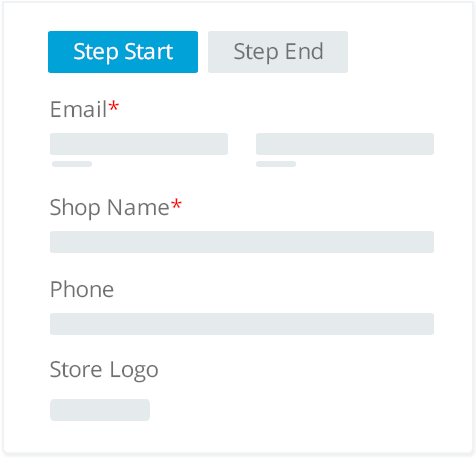 Step Start Step End
Email*
Shop Name*
Phone
Store Logo